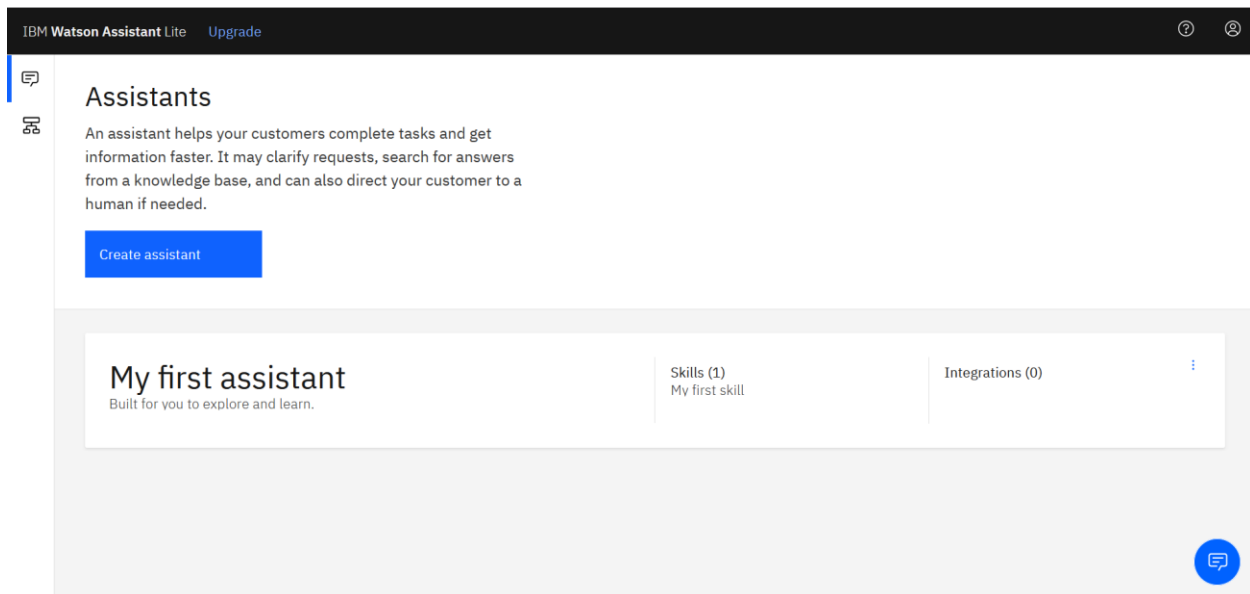 IBM Watson Assistant Lite Upgrade
Assistants
An assistant helps your customers complete tasks and get
information faster. It may clarify requests, search for answers
from a knowledge base, and can also direct your customer to a
human if needed.
Create assistant
My first assistant
Built for you to explore and learn.
Skills (1)
My first skill
Integrations (0)